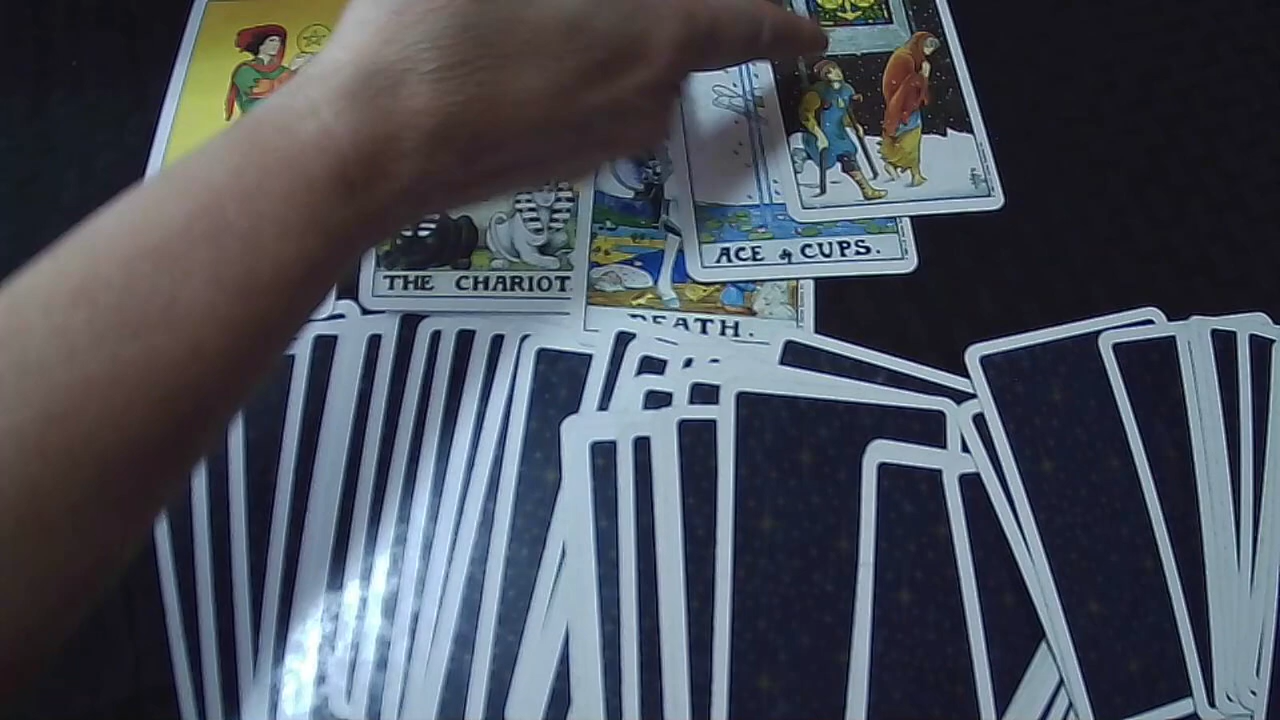 ACE of CUPS.
THE CHARIOT.
DEATH.